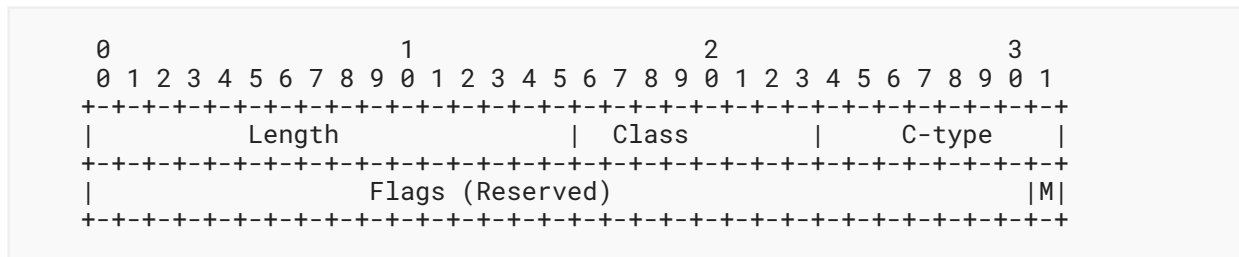 0                   1                   2                   3
 0 1 2 3 4 5 6 7 8 9 0 1 2 3 4 5 6 7 8 9 0 1 2 3 4 5 6 7 8 9 0 1
+-+-+-+-+-+-+-+-+-+-+-+-+-+-+-+-+-+-+-+-+-+-+-+-+-+-+-+-+-+-+-+-+
|          Length               |  Class        |     C-type    |
+-+-+-+-+-+-+-+-+-+-+-+-+-+-+-+-+-+-+-+-+-+-+-+-+-+-+-+-+-+-+-+-+
|                  Flags (Reserved)                           |M|
+-+-+-+-+-+-+-+-+-+-+-+-+-+-+-+-+-+-+-+-+-+-+-+-+-+-+-+-+-+-+-+-+